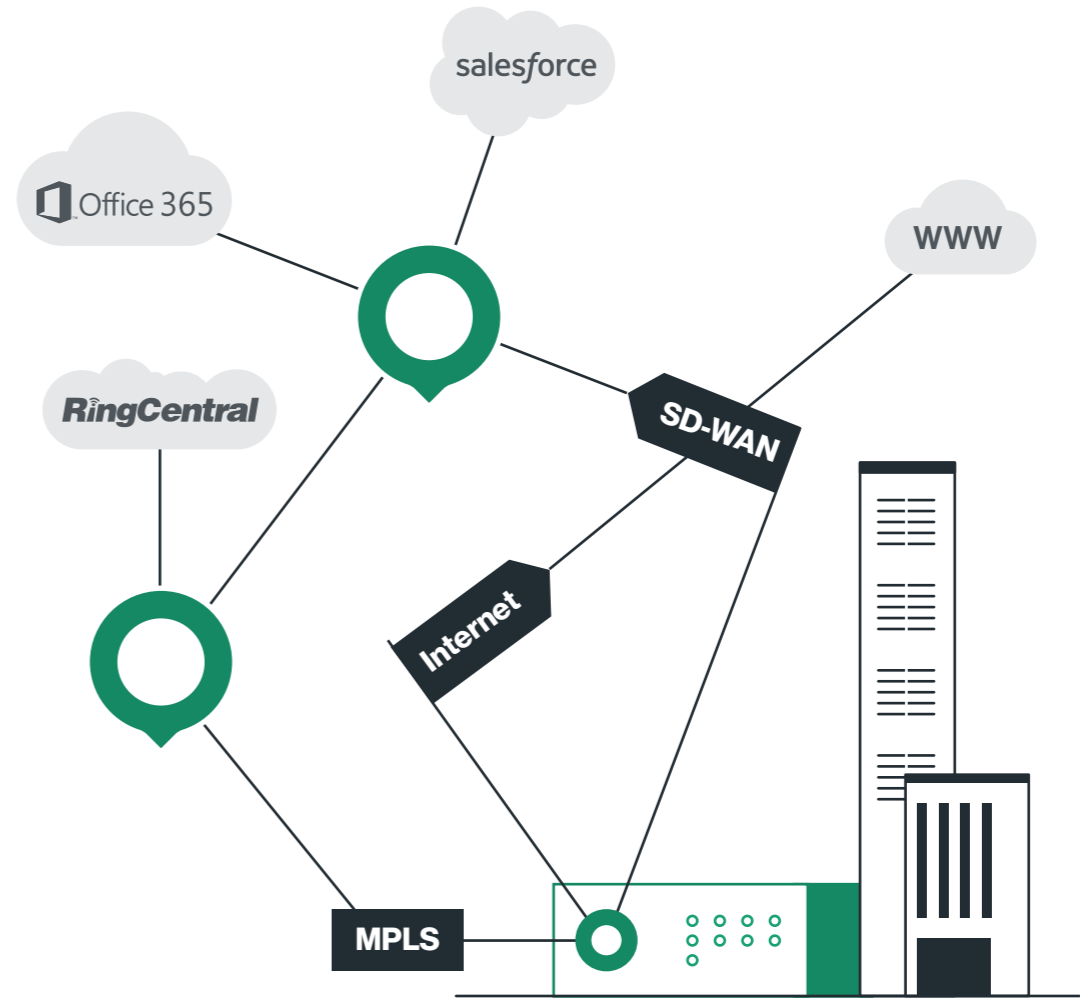 salesforce
Office 365
WWW
RingCentral
SD-WAN
Internet
MPLS